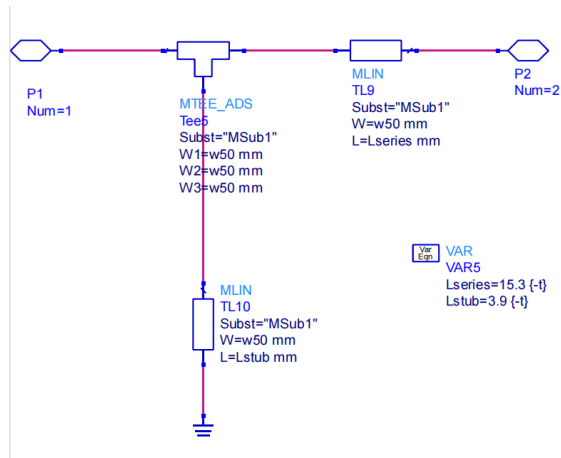 P1
Num=1
MTEE_ADS
Tee5
Subst="MSub1"
W1=w50 mm
W2=w50 mm
W3=w50 mm
MLIN
TL9
Subst="MSub1"
W=w50 mm
L=Lseries mm
P2
Num=2
Var
Eqn
VAR
VAR5
Lseries=15.3 {-t}
Lstub=3.9 {-t}
MLIN
TL10
Subst="MSub1"
W=w50 mm
L=Lstub mm